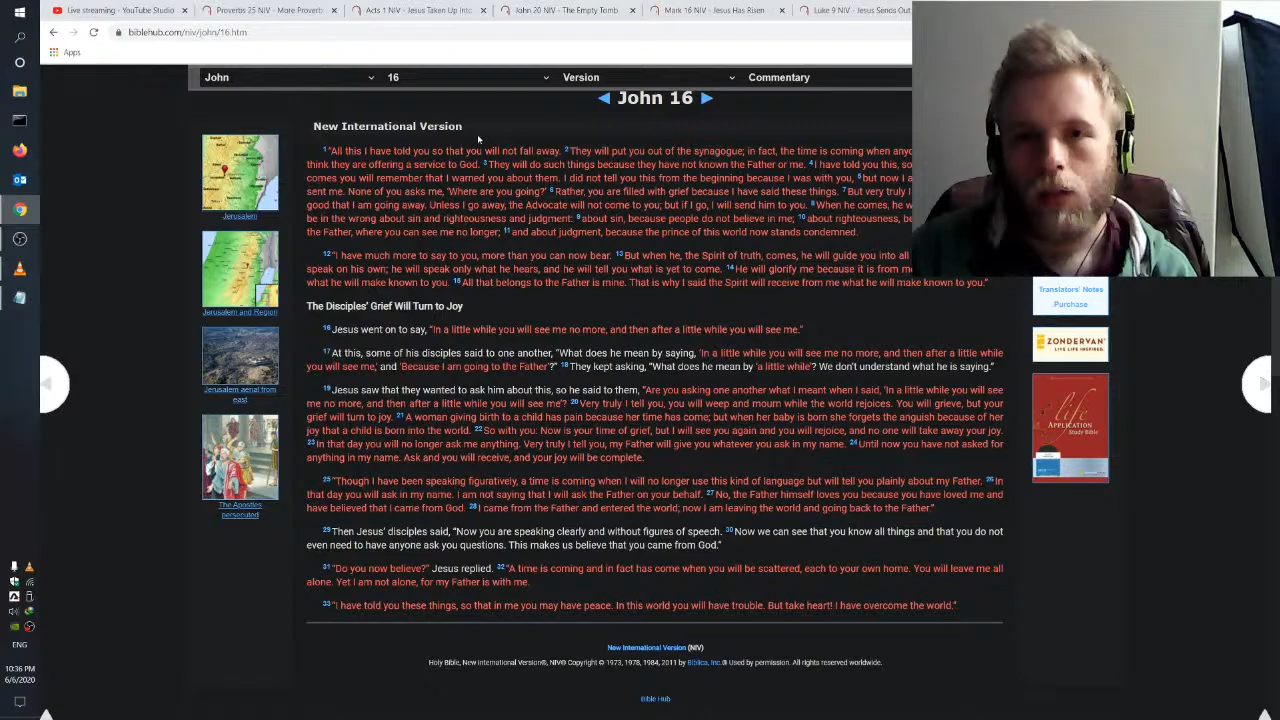 Live streaming - YouTube Studio
Proverbs 25 NIV - More Proverb
Acts 1 NIV - Jesus Taken Up Into
John 20 NIV - The Empty Tomb
Mark 16 NIV - Jesus Has Risen
Luke 9 NIV - Jesus Sends Out
biblehub.com/niv/john/16.htm
Apps
John 16 Version Commentary
John 16
New International Version
1 "All this I have told you so that you will not fall away. 2 They will put you out of the synagogue; in fact, the time is coming when
think they are offering a service to God. 3 They will do such things because they have not known the Father or me. 4 I have told you this,
comes you will remember that I warned you about them. I did not tell you this from the beginning because I was with you, 5 but now I
sent me. None of you asks me, 'Where are you going?' 6 Rather, you are filled with grief because I have said these things. 7 But very truly I
good that I am going away. Unless I go away, the Advocate will not come to you; but if I go, I will send him to you. 8 When he comes, he
be in the wrong about sin and righteousness and judgment: 9 about sin, because people do not believe in me; 10 about righteousness,
the Father, where you can see me no longer; 11 and about judgment, because the prince of this world now stands condemned.
12 "I have much more to say to you, more than you can now bear. 13 But when he, the Spirit of truth, comes, he will guide you into all
speak on his own; he will speak only what he hears, and he will tell you what is yet to come. 14 He will glorify me because it is from
what he will make known to you. 15 All that belongs to the Father is mine. That is why I said the Spirit will receive from me what he will make known to you."
The Disciples' Grief Will Turn to Joy
16 Jesus went on to say, "In a little while you will see me no more, and then after a little while you will see me."
17 At this, some of his disciples said to one another, "What does he mean by saying, 'In a little while you will see me no more, and then after a little while
you will see me,' and 'Because I am going to the Father'?" 18 They kept asking, "What does he mean by 'a little while'? We don't understand what he is saying."
19 Jesus saw that they wanted to ask him about this, so he said to them, "Are you asking one another what I meant when I said, 'In a little while you will see
me no more, and then after a little while you will see me'? 20 Very truly I tell you, you will weep and mourn while the world rejoices. You will grieve, but your
grief will turn to joy. 21 A woman giving birth to a child has pain because her time has come; but when her baby is born she forgets the anguish because of her
joy that a child is born into the world. 22 So with you: Now is your time of grief, but I will see you again and you will rejoice, and no one will take away your joy.
23 In that day you will no longer ask me anything. Very truly I tell you, my Father will give you whatever you ask in my name. 24 Until now you have not asked for
anything in my name. Ask and you will receive, and your joy will be complete.
25 "Though I have been speaking figuratively, a time is coming when I will no longer use this kind of language but will tell you plainly about my Father. 26 In
that day you will ask in my name. I am not saying that I will ask the Father on your behalf. 27 No, the Father himself loves you because you have loved me and
have believed that I came from God. 28 I came from the Father and entered the world; now I am leaving the world and going back to the Father."
29 Then Jesus' disciples said, "Now you are speaking clearly and without figures of speech. 30 Now we can see that you know all things and that you do not
even need to have anyone ask you questions. This makes us believe that you came from God."
31 "Do you now believe?" Jesus replied. 32 "A time is coming and in fact has come when you will be scattered, each to your own home. You will leave me all
alone. Yet I am not alone, for my Father is with me.
33 "I have told you these things, so that in me you may have peace. In this world you will have trouble. But take heart! I have overcome the world."
New International Version (NIV)
Holy Bible, New International Version®, NIV® Copyright © 1973, 1978, 1984, 2011 by Biblica, Inc.® Used by permission. All rights reserved worldwide.
Bible Hub
Jerusalem
Jerusalem and Region
Jerusalem aerial from
east
The Apostles
persecuted
Translators' Notes
Purchase
ZONDERVAN
LIVE LIFE INSPIRED.
life
APPLICATION
Study Bible
ENG
10:36 PM
6/6/2020